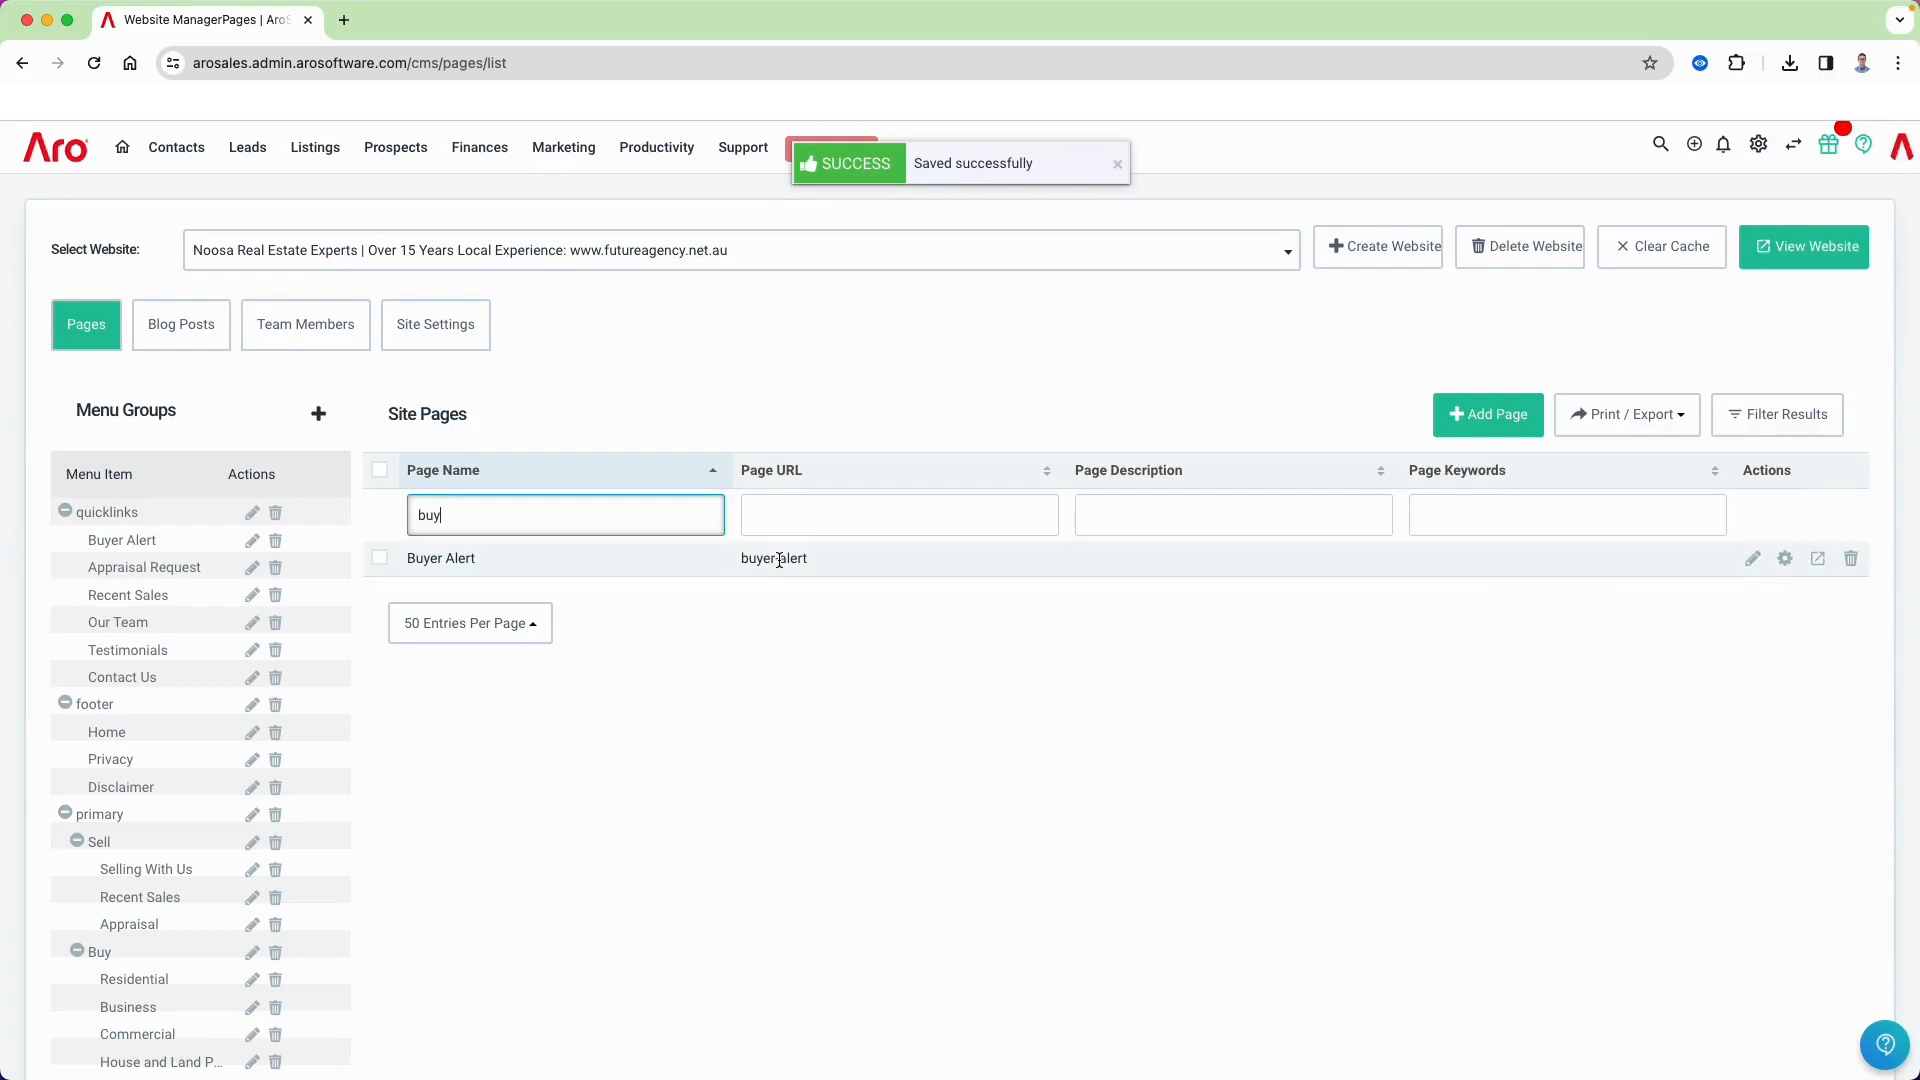 Website ManagerPages | AroS
arosales.admin.arosoftware.com/cms/pages/list
Aro
Contacts
Leads
Listings
Prospects
Finances
Marketing
Productivity
Support
SUCCESS
Saved successfully
Select Website:
Noosa Real Estate Experts | Over 15 Years Local Experience: www.futureagency.net.au
Create Website
Delete Website
Clear Cache
View Website
Pages
Blog Posts
Team Members
Site Settings
Menu Groups
Site Pages
Add Page
Print / Export
Filter Results
Menu Item
Actions
Page Name
Page URL
Page Description
Page Keywords
Actions
buy
Buyer Alert
buyer-alert
50 Entries Per Page
quicklinks
Buyer Alert
Appraisal Request
Recent Sales
Our Team
Testimonials
Contact Us
footer
Home
Privacy
Disclaimer
primary
Sell
Selling With Us
Recent Sales
Appraisal
Buy
Residential
Business
Commercial
House and Land P...